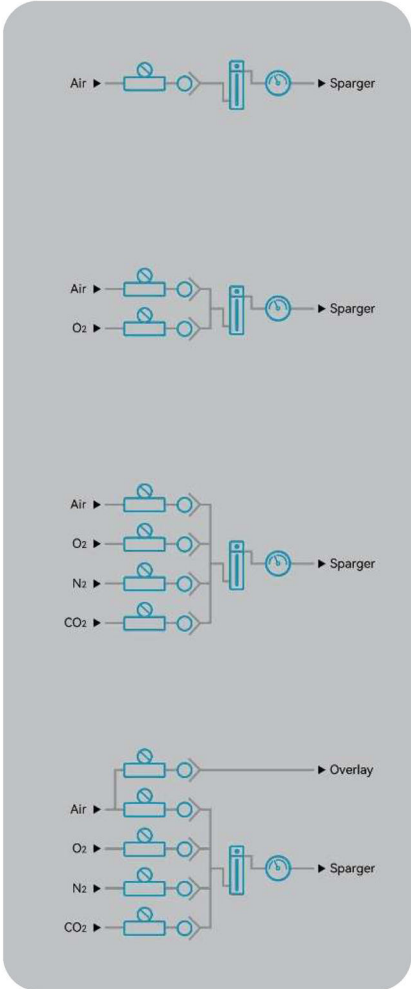 Air ▶ ▶ Sparger
Air ▶
▶ Sparger
O2 ▶
Air ▶
O2 ▶
▶ Sparger
N2 ▶
CO2 ▶
▶ Overlay
Air ▶
O2 ▶
▶ Sparger
N2 ▶
CO2 ▶